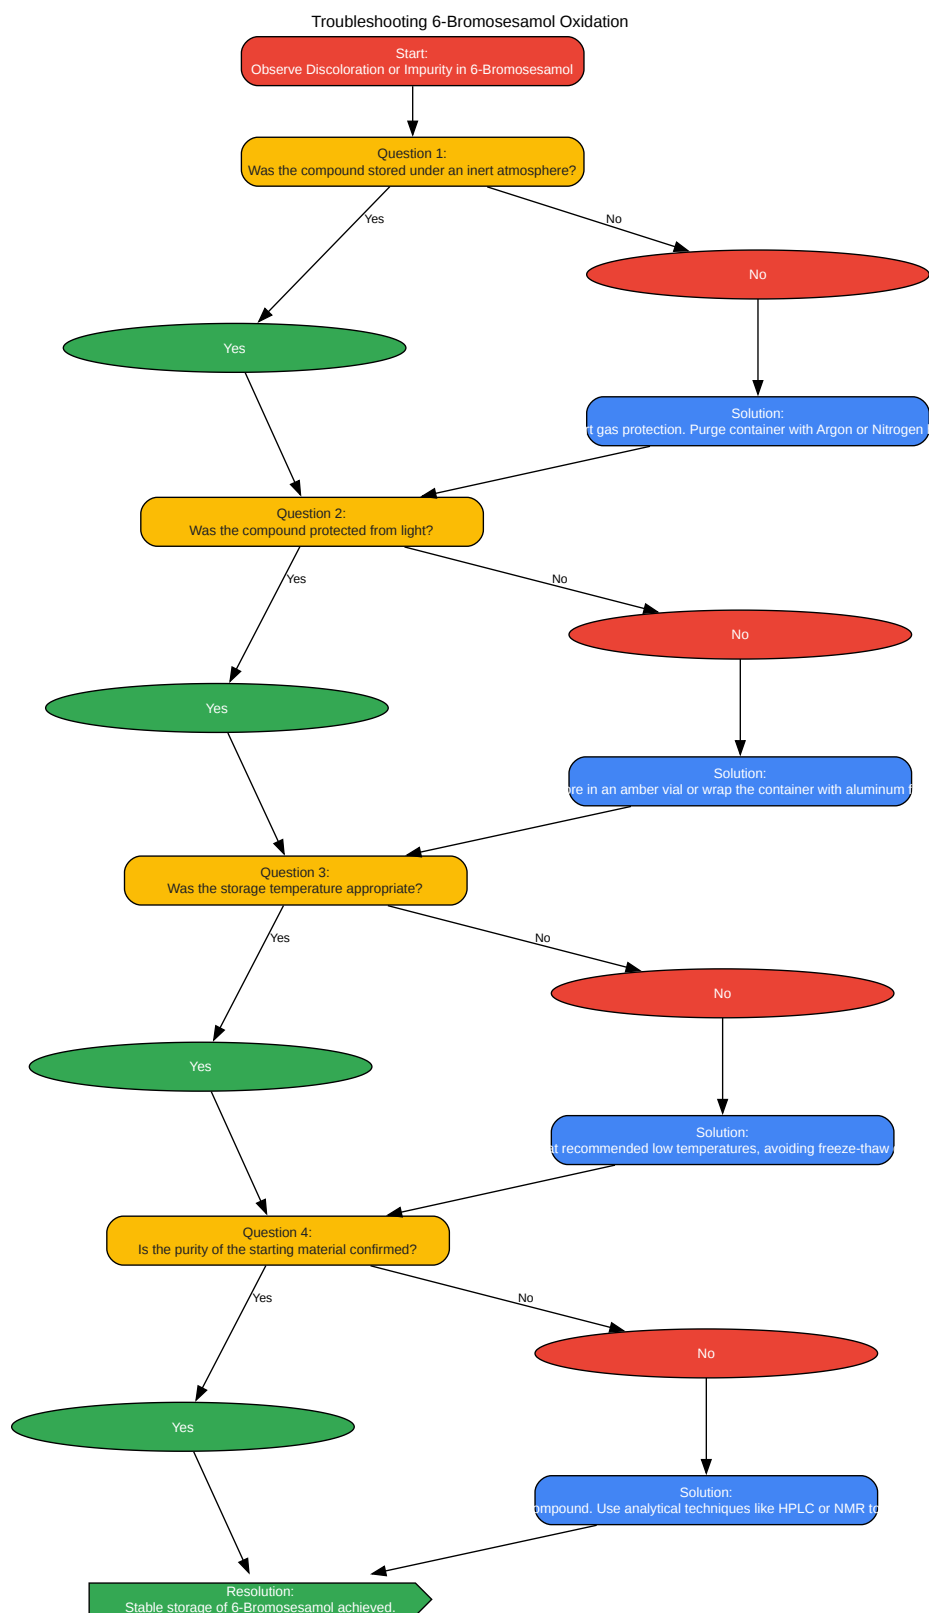 Troubleshooting 6-Bromosesamol Oxidation
Start:
Observe Discoloration or Impurity in 6-Bromosesamol
Question 1:
Was the compound stored under an inert atmosphere?
Yes
No
No
Yes
Solution:
gas protection. Purge container with Argon or Nitrogen
Question 2:
Was the compound protected from light?
Yes
No
No
Yes
Solution:
in an amber vial or wrap the container with aluminum
Question 3:
Was the storage temperature appropriate?
Yes
No
No
Yes
Solution:
at recommended low temperatures, avoiding freeze-thaw
Question 4:
Is the purity of the starting material confirmed?
Yes
No
No
Yes
Solution:
compound. Use analytical techniques like HPLC or NMR to
Resolution:
Stable storage of 6-Bromosesamol achieved.